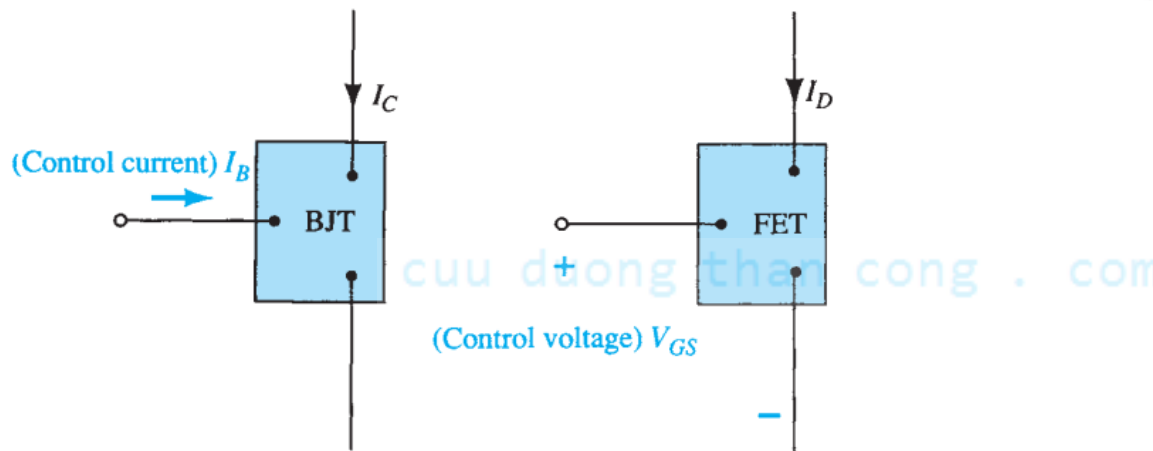 I_C
(Control current) I_B
BJT
I_D
FET
+
cuu duong than cong . com
(Control voltage) V_GS
−